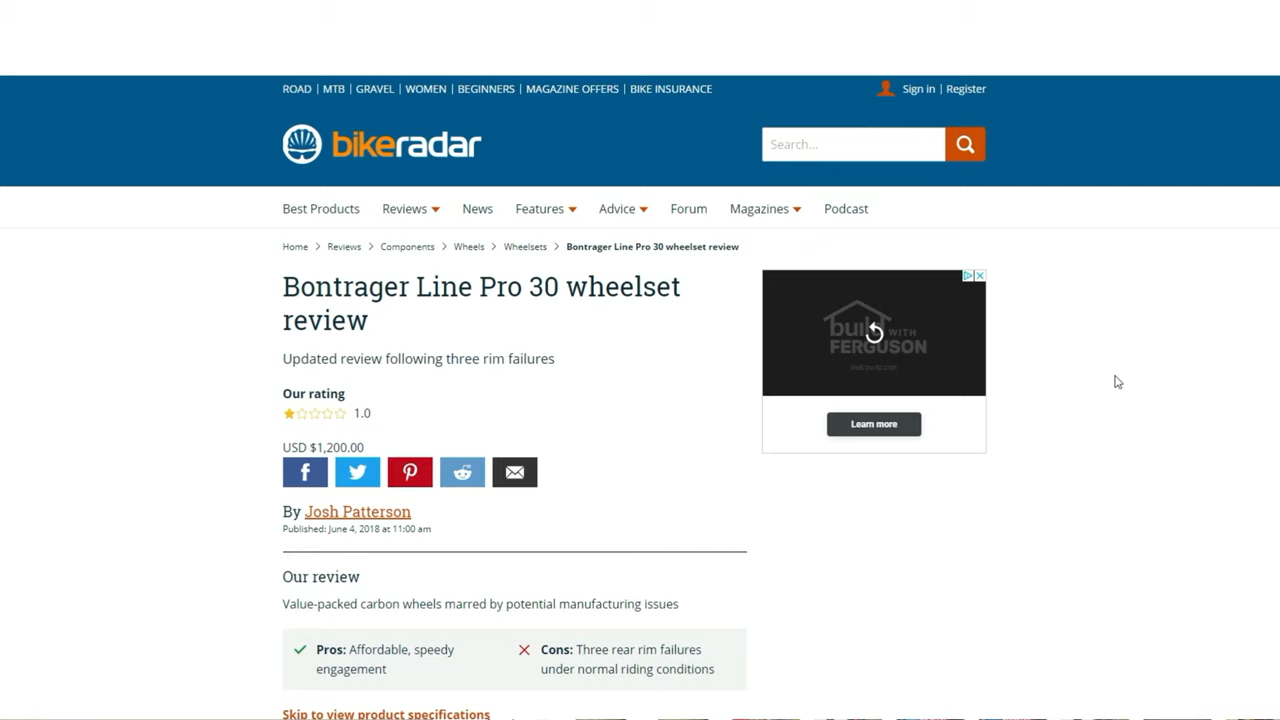 ROAD | MTB | GRAVEL | WOMEN | BEGINNERS | MAGAZINE OFFERS | BIKE INSURANCE
Sign in | Register
bikeradar
Search...
Best Products Reviews News Features Advice Forum Magazines Podcast
Home > Reviews > Components > Wheels > Wheelsets > Bontrager Line Pro 30 wheelset review
Bontrager Line Pro 30 wheelset
review
Updated review following three rim failures
Our rating
1.0
USD $1,200.00
By Josh Patterson
Published: June 4, 2018 at 11:00 am
Our review
Value-packed carbon wheels marred by potential manufacturing issues
Pros: Affordable, speedy
engagement
Cons: Three rear rim failures
under normal riding conditions
Skip to view product specifications
build WITH
FERGUSON
Learn more